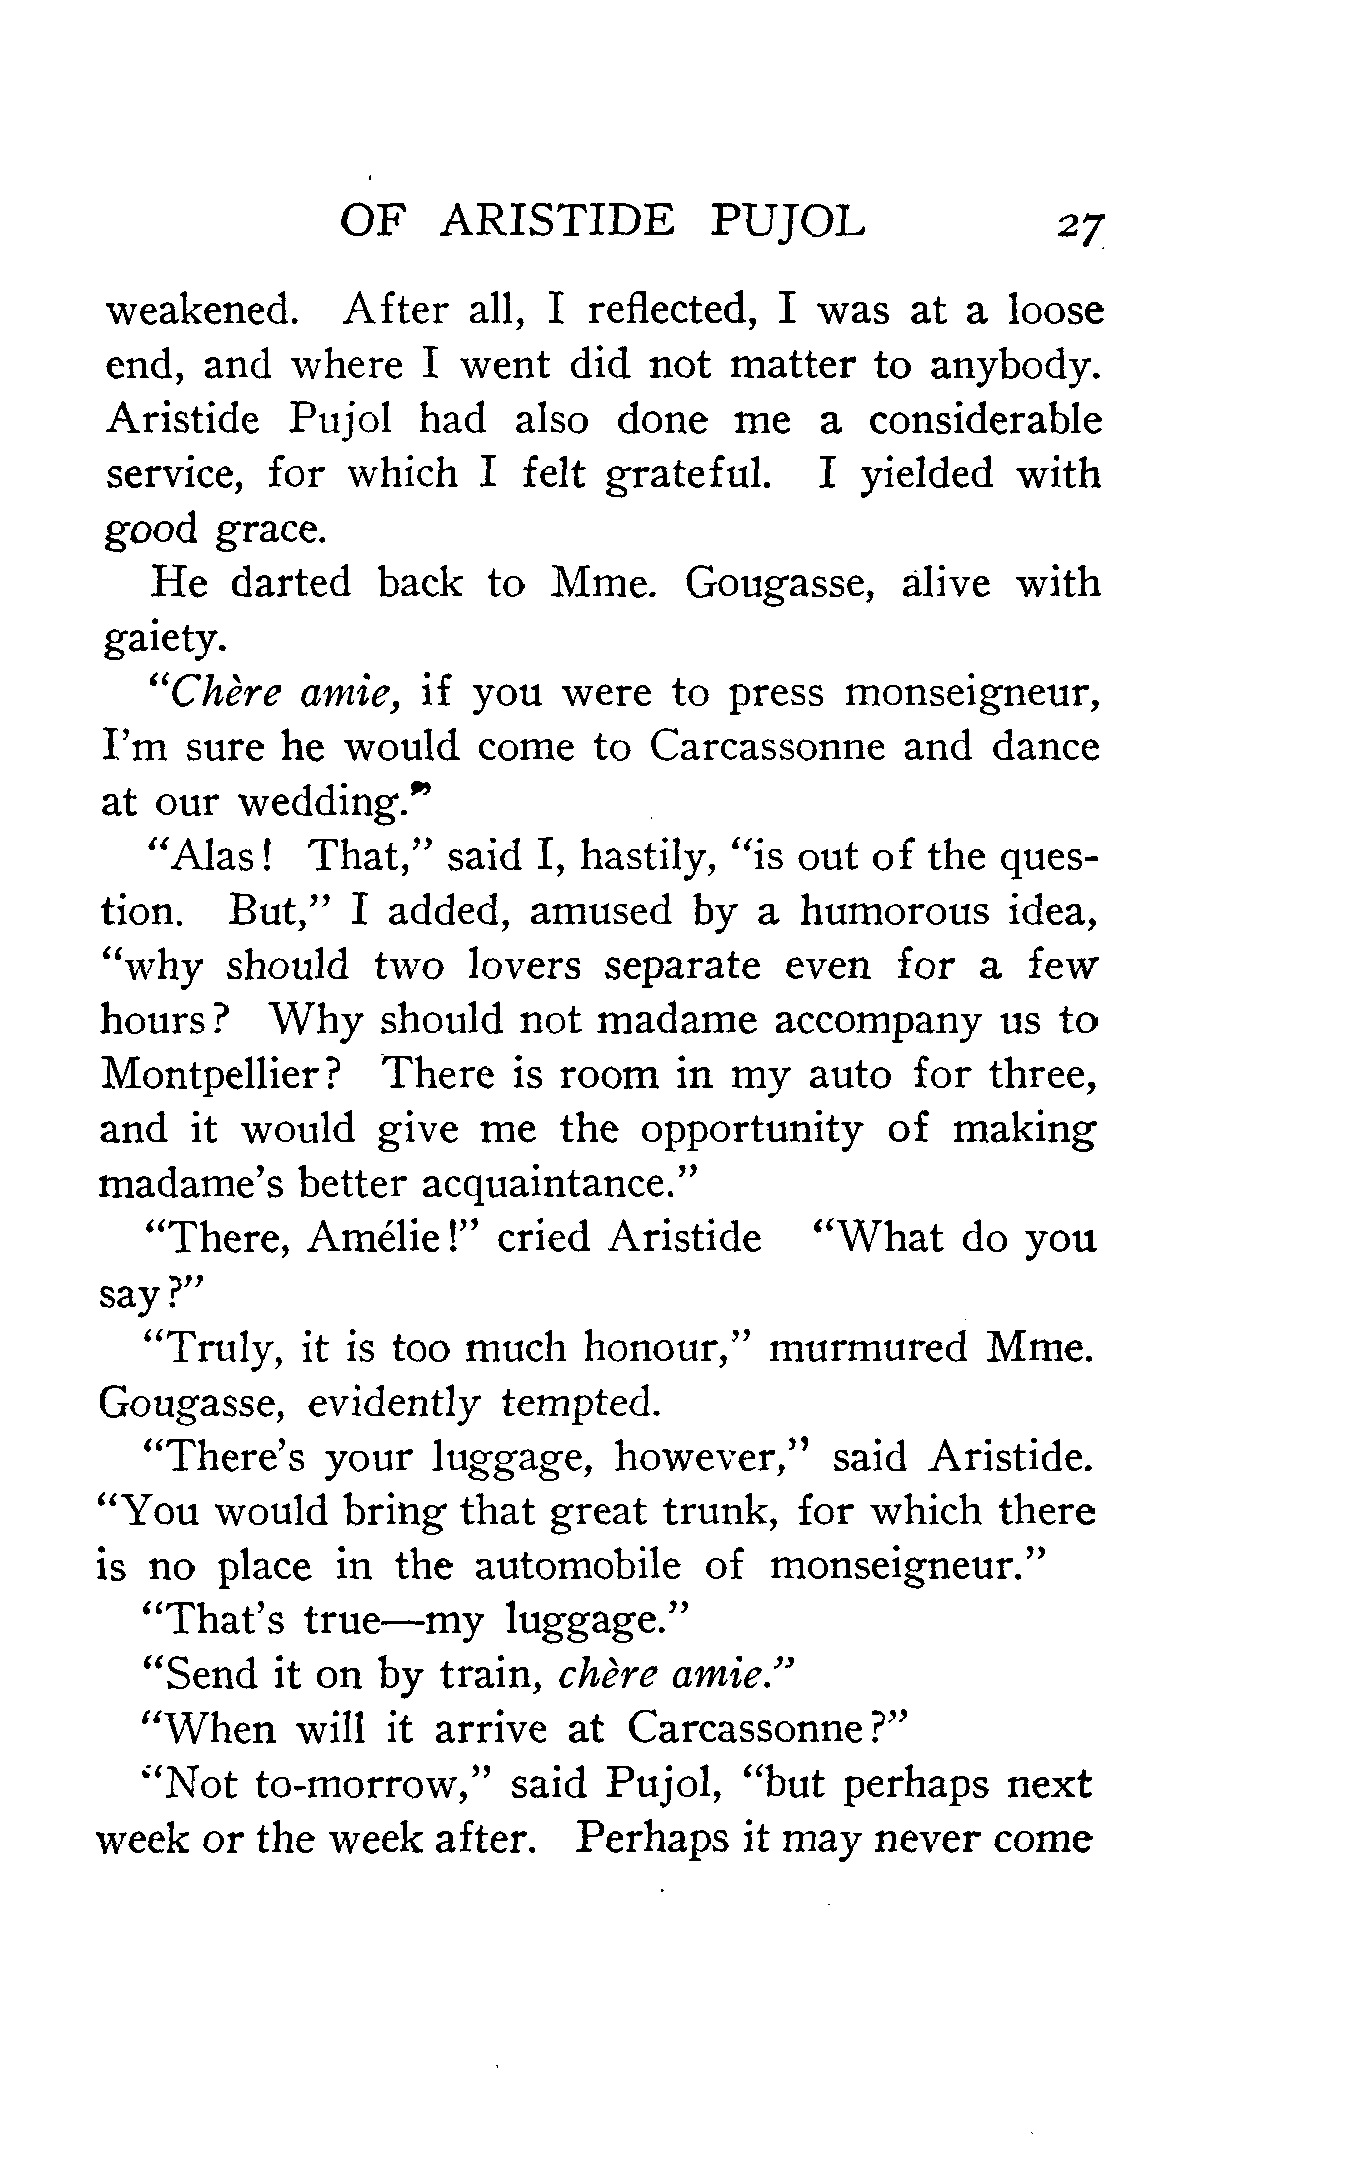 OF ARISTIDE PUJOL 27
weakened. After all, I reflected, I was at a loose
end, and where I went did not matter to anybody.
Aristide Pujol had also done me a considerable
service, for which I felt grateful. I yielded with
good grace.
He darted back to Mme. Gougasse, alive with
gaiety.
“Chère amie, if you were to press monseigneur,
I’m sure he would come to Carcassonne and dance
at our wedding.”
“Alas! That,” said I, hastily, “is out of the ques-
tion. But,” I added, amused by a humorous idea,
“why should two lovers separate even for a few
hours? Why should not madame accompany us to
Montpellier? There is room in my auto for three,
and it would give me the opportunity of making
madame’s better acquaintance.”
“There, Amélie!” cried Aristide “What do you
say?”
“Truly, it is too much honour,” murmured Mme.
Gougasse, evidently tempted.
“There’s your luggage, however,” said Aristide.
“You would bring that great trunk, for which there
is no place in the automobile of monseigneur.”
“That’s true—my luggage.”
“Send it on by train, chère amie.”
“When will it arrive at Carcassonne?”
“Not to-morrow,” said Pujol, “but perhaps next
week or the week after. Perhaps it may never come